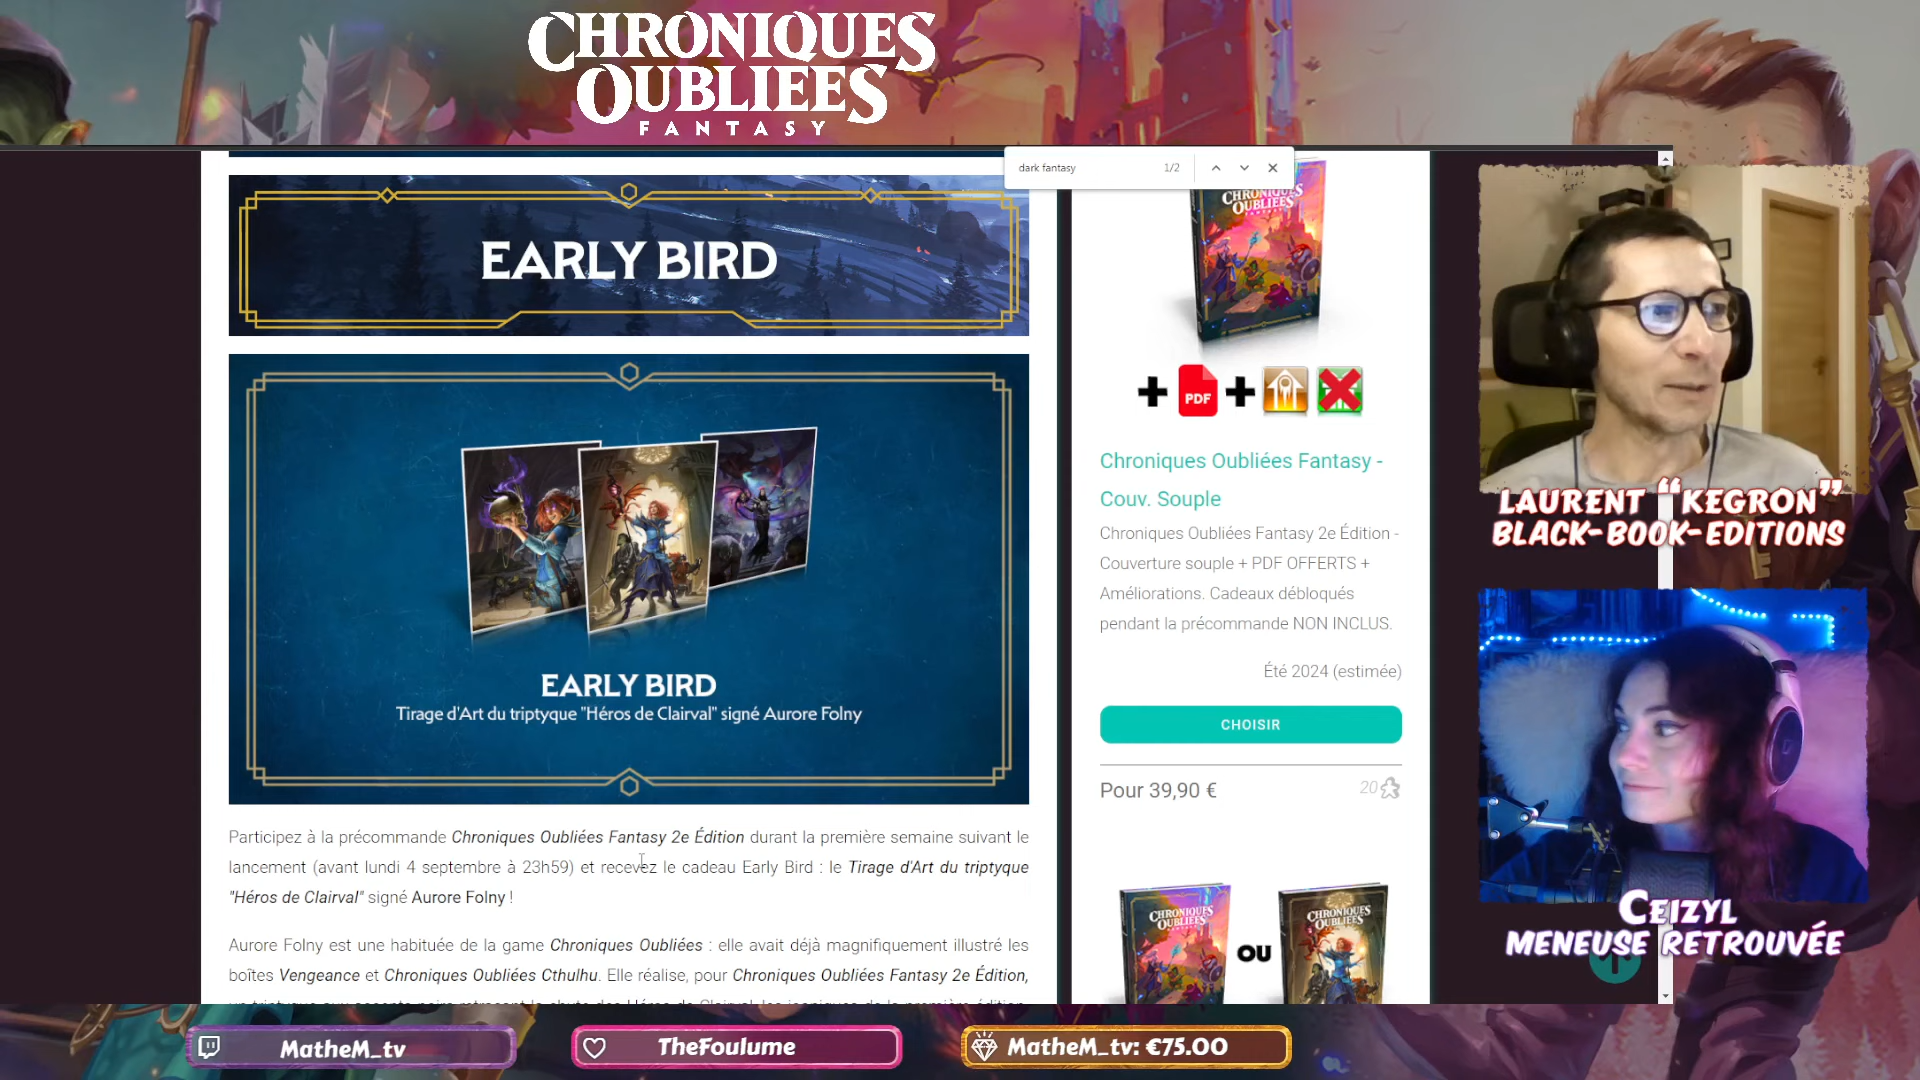 CHRONIQUES
OUBLIEES
FANTASY
dark fantasy
1/2
EARLY BIRD
EARLY BIRD
Tirage d'Art du triptyque "Héros de Clairval" signé Aurore Folny
Participez à la précommande Chroniques Oubliées Fantasy 2e Édition durant la première semaine suivant le
lancement (avant lundi 4 septembre à 23h59) et recevez le cadeau Early Bird : le Tirage d'Art du triptyque
"Héros de Clairval" signé Aurore Folny !
Aurore Folny est une habituée de la game Chroniques Oubliées : elle avait déjà magnifiquement illustré les
boîtes Vengeance et Chroniques Oubliées Cthulhu. Elle réalise, pour Chroniques Oubliées Fantasy 2e Édition,
CHRONIQUES
OUBLIÉES
FANTASY
PDF
Chroniques Oubliées Fantasy -
Couv. Souple
Chroniques Oubliées Fantasy 2e Édition -
Couverture souple + PDF OFFERTS +
Améliorations. Cadeaux débloqués
pendant la précommande NON INCLUS.
Été 2024 (estimée)
CHOISIR
Pour 39,90 €
20
CHRONIQUES
OUBLIÉES
OU
CHRONIQUES
OUBLIÉES
LAURENT "KEGRON"
BLACK-BOOK-EDITIONS
CEIZYL
MENEUSE RETROUVÉE
MatheM_tv
TheFoulume
MatheM_tv: €75.00